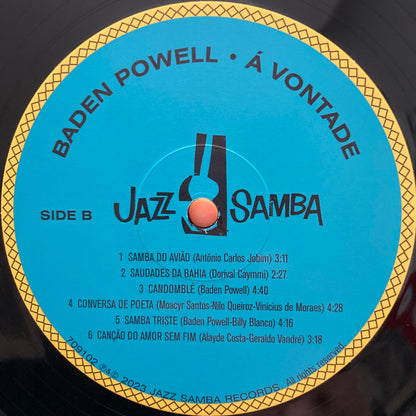 BADEN POWELL • Á VONTADE
JAZZ SAMBA
SIDE B
1 SAMBA DO AVIÃO (Antônio Carlos Jobim) 3:11
2 SAUDADES DA BAHIA (Dorival Caymmi) 2:27
3 CANDOMBLÉ (Baden Powell) 4:40
4 CONVERSA DE POETA (Moacyr Santos-Nilo Queiroz-Vinicius de Moraes) 4:28
5 SAMBA TRISTE (Baden Powell-Billy Blanco) 4:16
6 CANÇÃO DO AMOR SEM FIM (Alayde Costa-Geraldo Vandré) 3:18
709102 ℗&© 2023 JAZZ SAMBA RECORDS. All rights reserved.